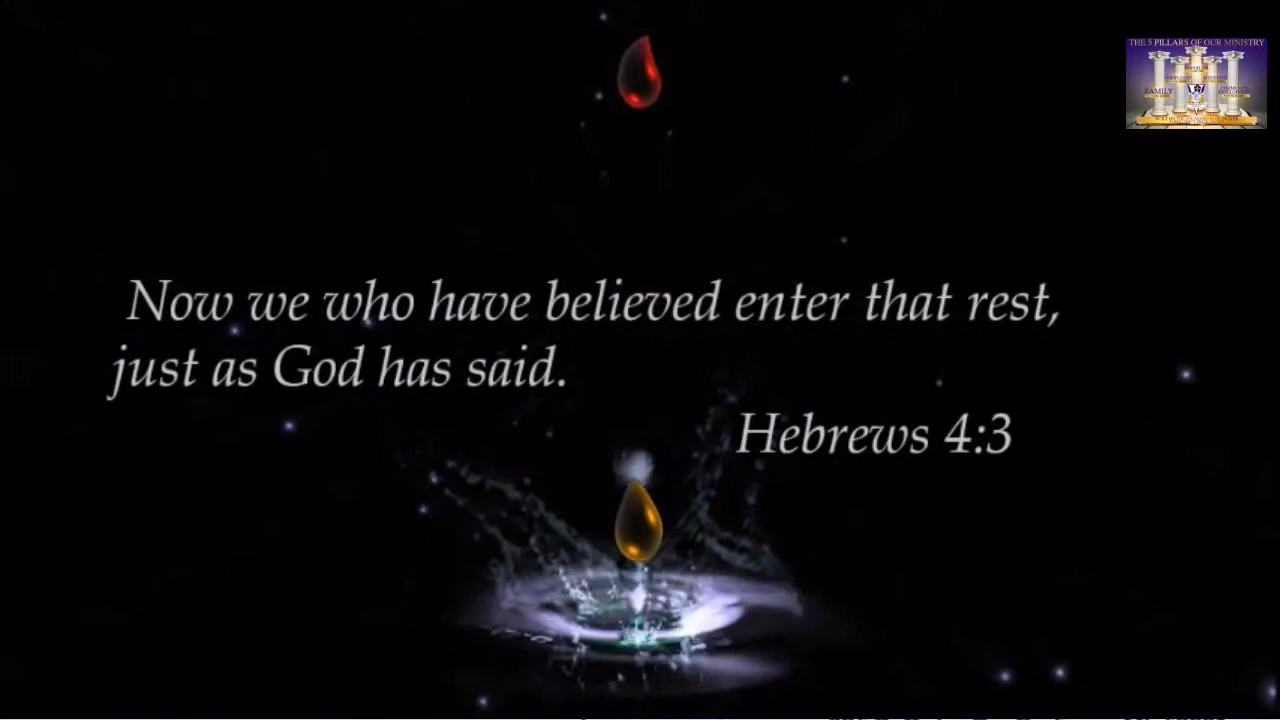 THE 5 PILLARS OF OUR MINISTRY
FAMILY
Now we who have believed enter that rest,
just as God has said.
Hebrews 4:3